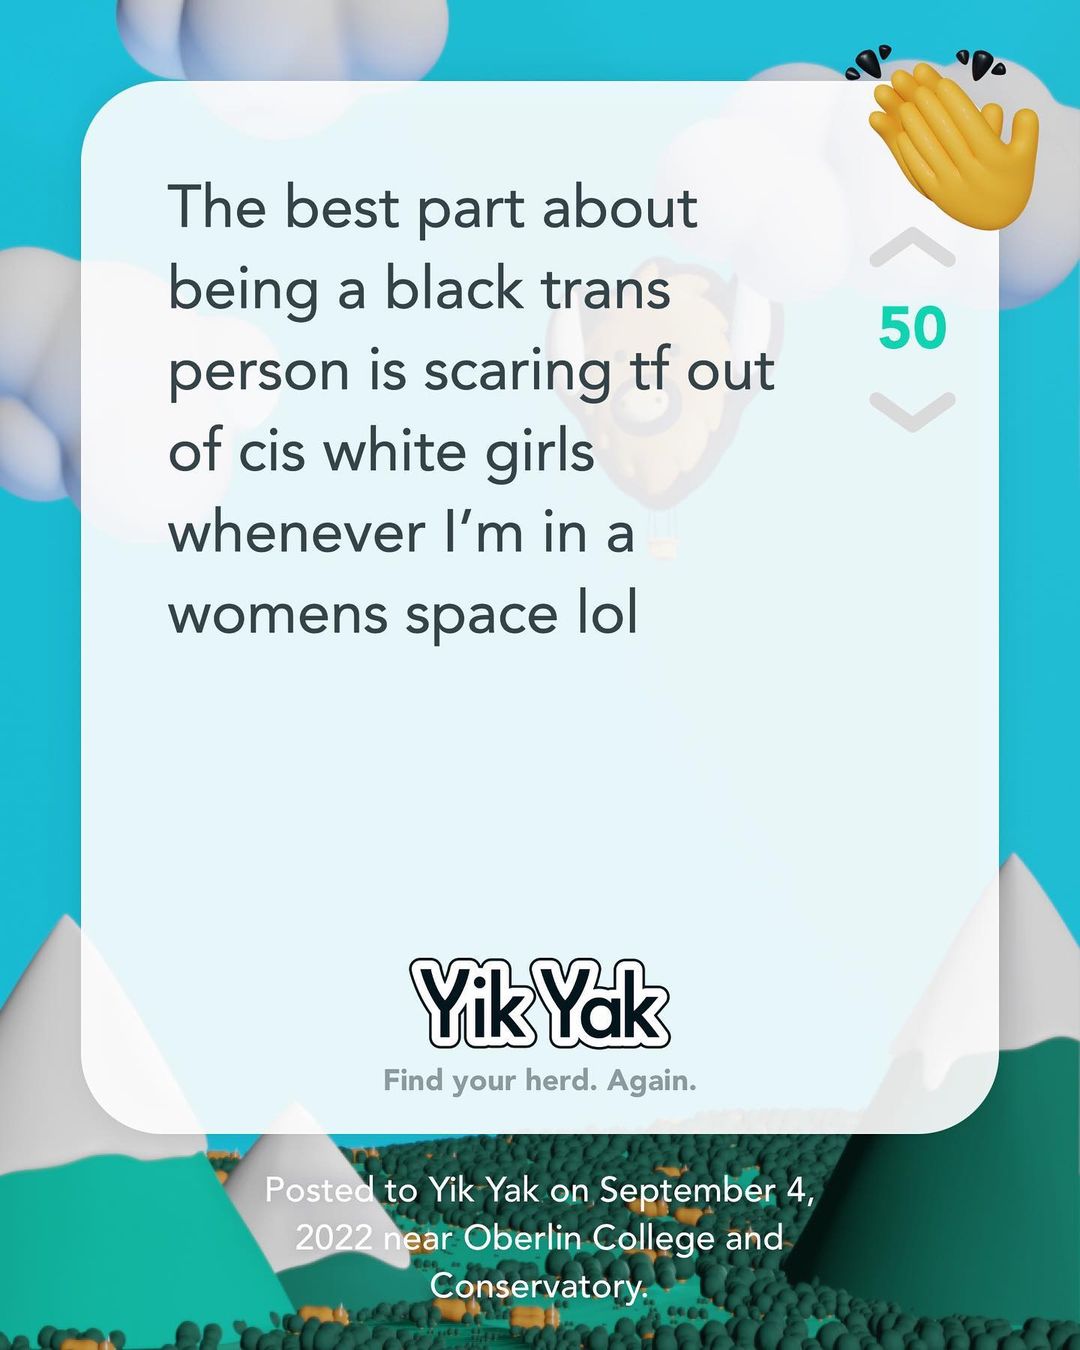 The best part about
being a black trans
person is scaring tf out
of cis white girls
whenever I’m in a
womens space lol
50
Yik Yak
Find your herd. Again.
Posted to Yik Yak on September 4,
2022 near Oberlin College and
Conservatory.